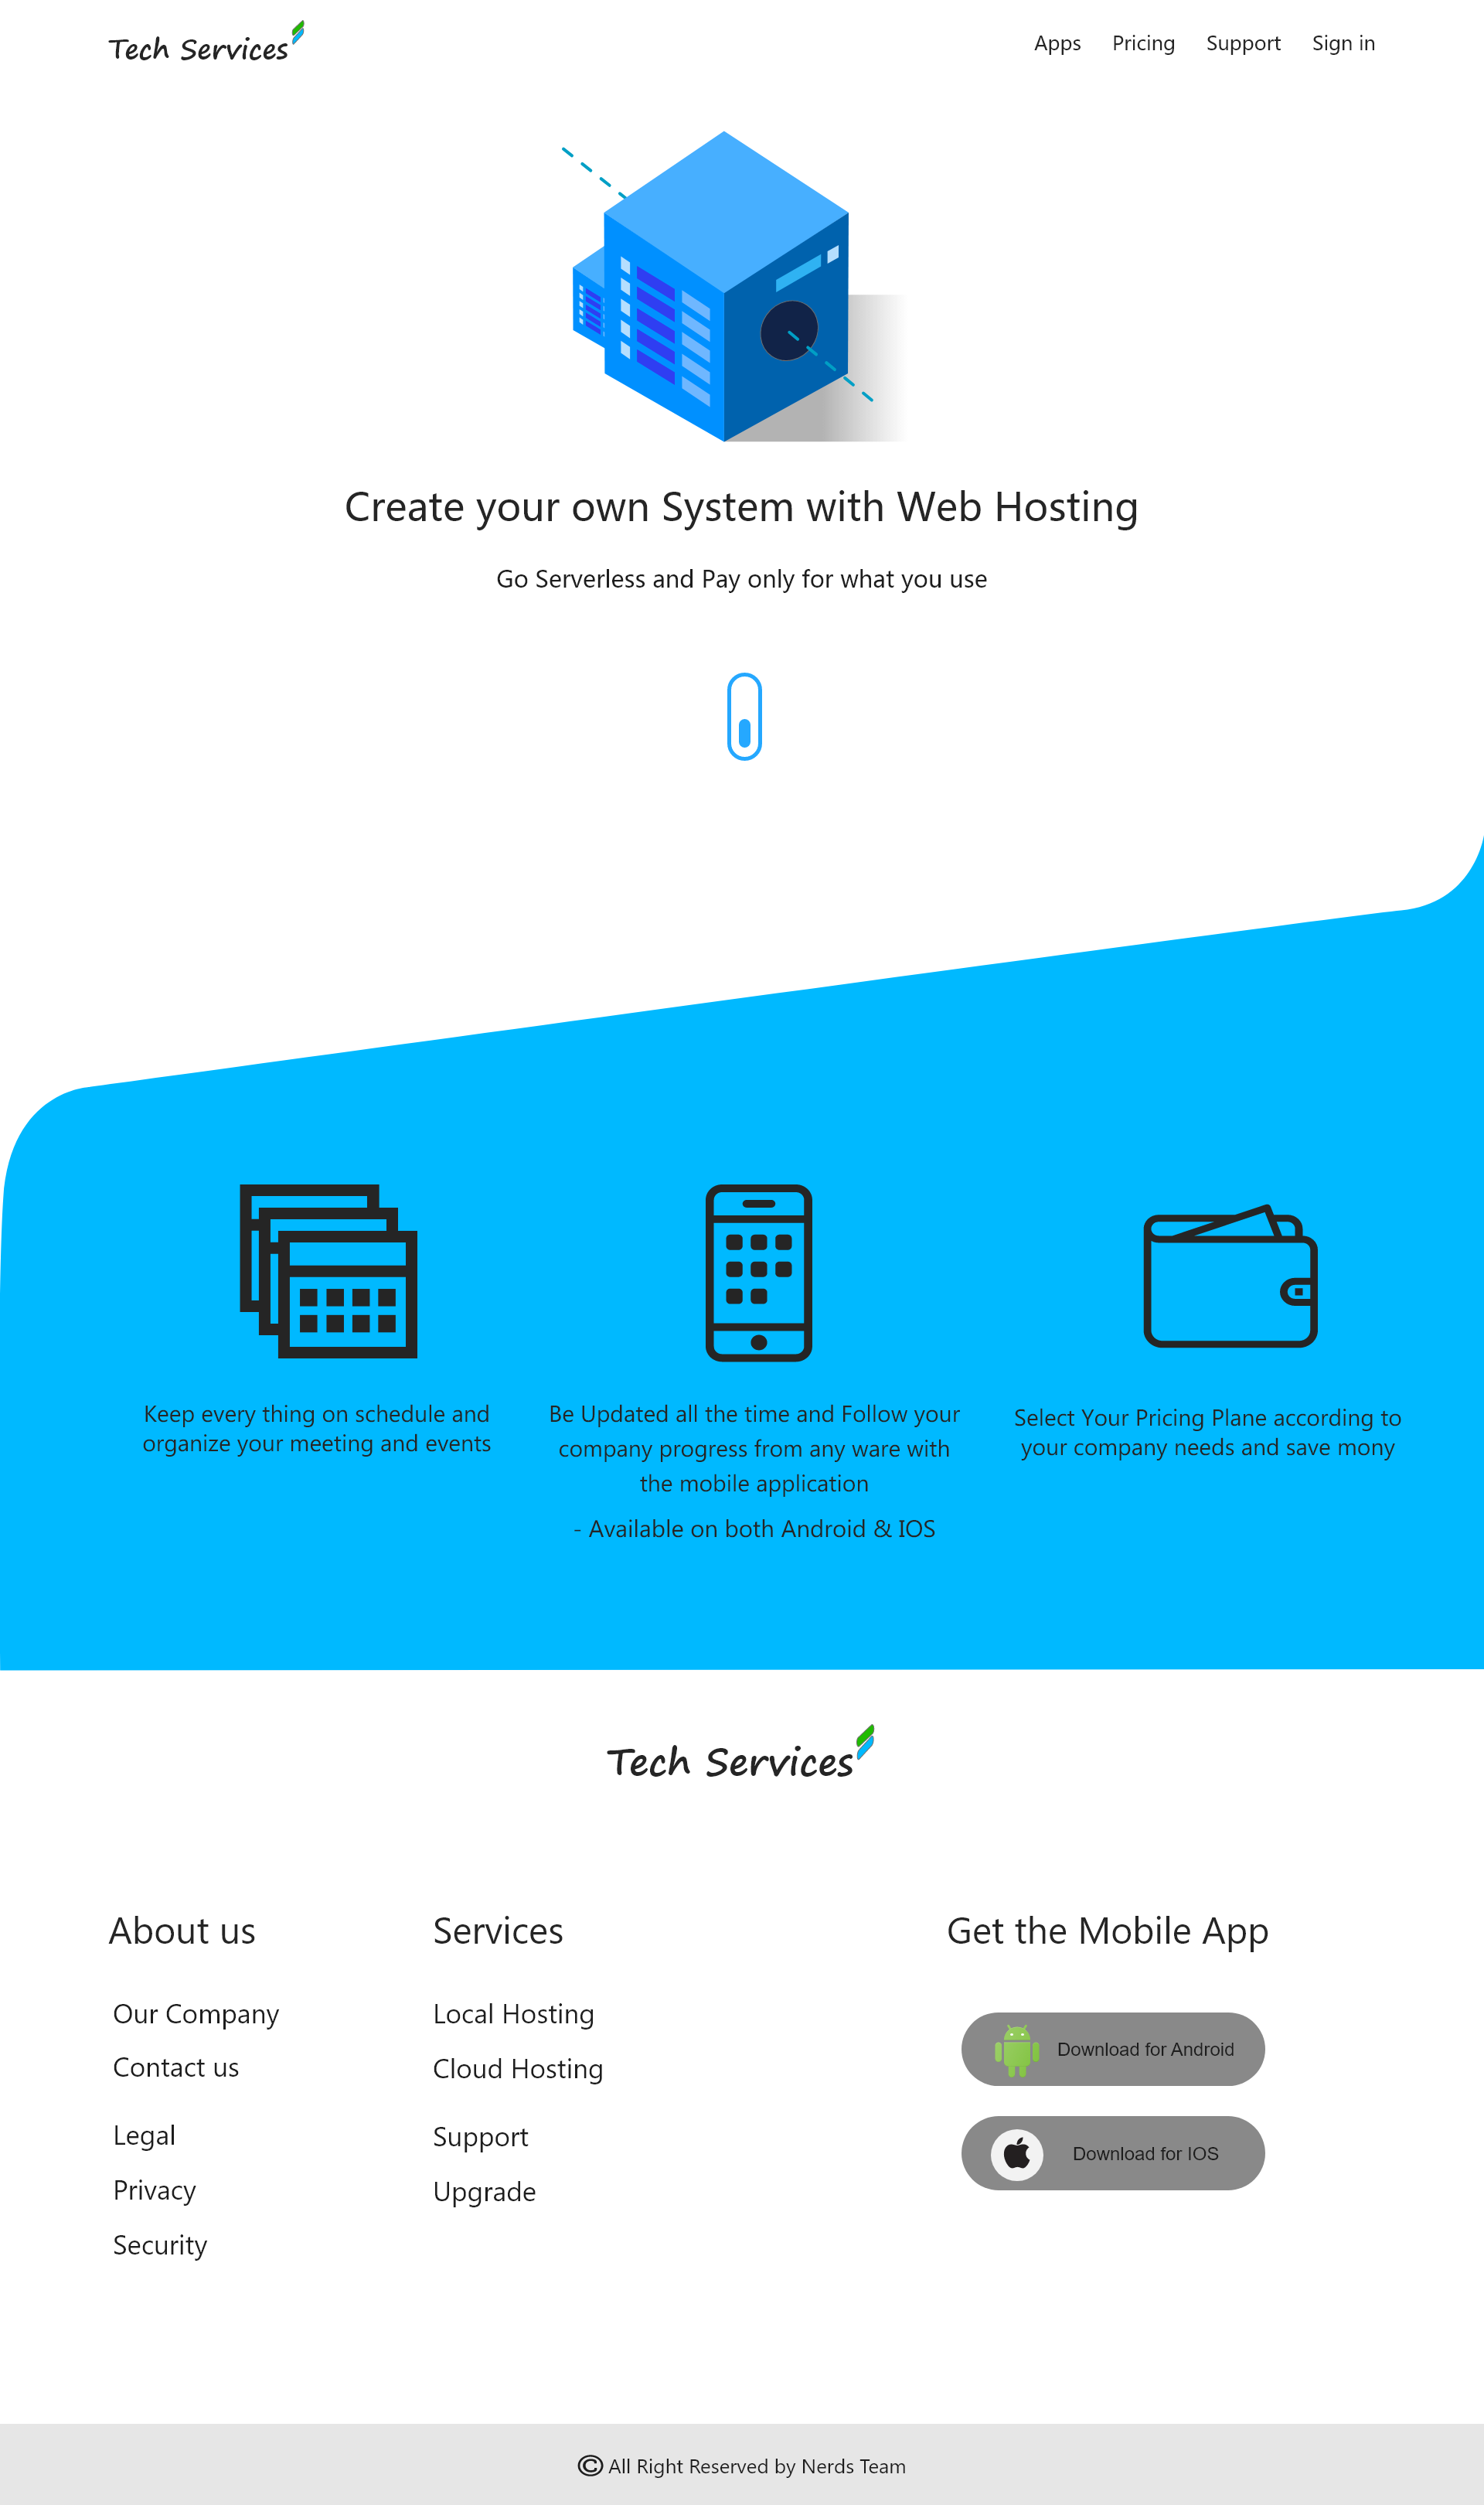 Tech Services
Apps Pricing Support Sign in
Create your own System with Web Hosting
Go Serverless and Pay only for what you use
Keep every thing on schedule and
organize your meeting and events
Be Updated all the time and Follow your
company progress from any ware with
the mobile application
- Available on both Android & IOS
Select Your Pricing Plane according to
your company needs and save mony
Tech Services
About us
Our Company
Contact us
Legal
Privacy
Security
Services
Local Hosting
Cloud Hosting
Support
Upgrade
Get the Mobile App
Download for Android
Download for IOS
© All Right Reserved by Nerds Team